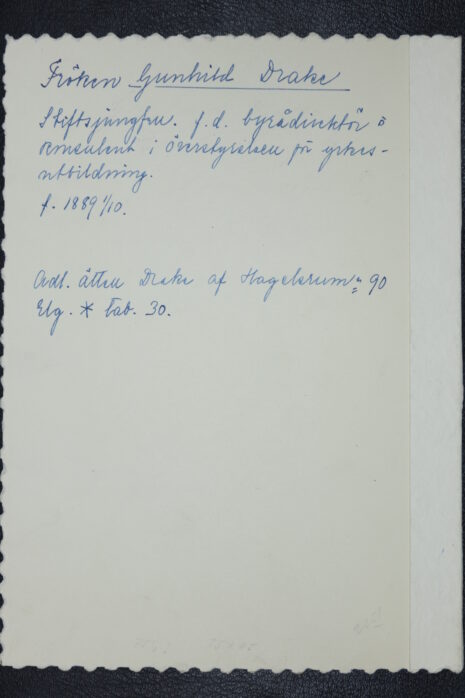 Fröken Gunhild Drake
Stiftsjungfru. f.d. byrådirektör o
konsulent i Överstyrelsen för yrkes-
utbildning.
f. 1889 1/10.
Adl. ätten Drake af Hagelsrum n: 90
Elg. * Tab. 30.